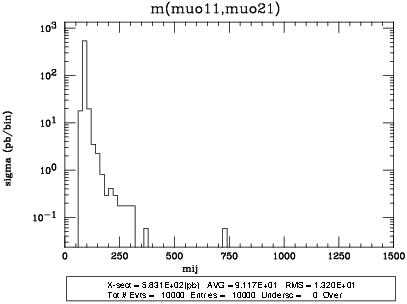 m(muo11,muo21)
10³
10²
10¹
10⁰
10⁻¹
sigma (pb/bin)
0 250 500 750 1000 1250 1500
mij
X-sect = 5.831E+02(pb) AVG = 9.117E+01 RMS = 1.320E+01
Tot # Evts = 10000 Entries = 10000 Undersc = 0 Over